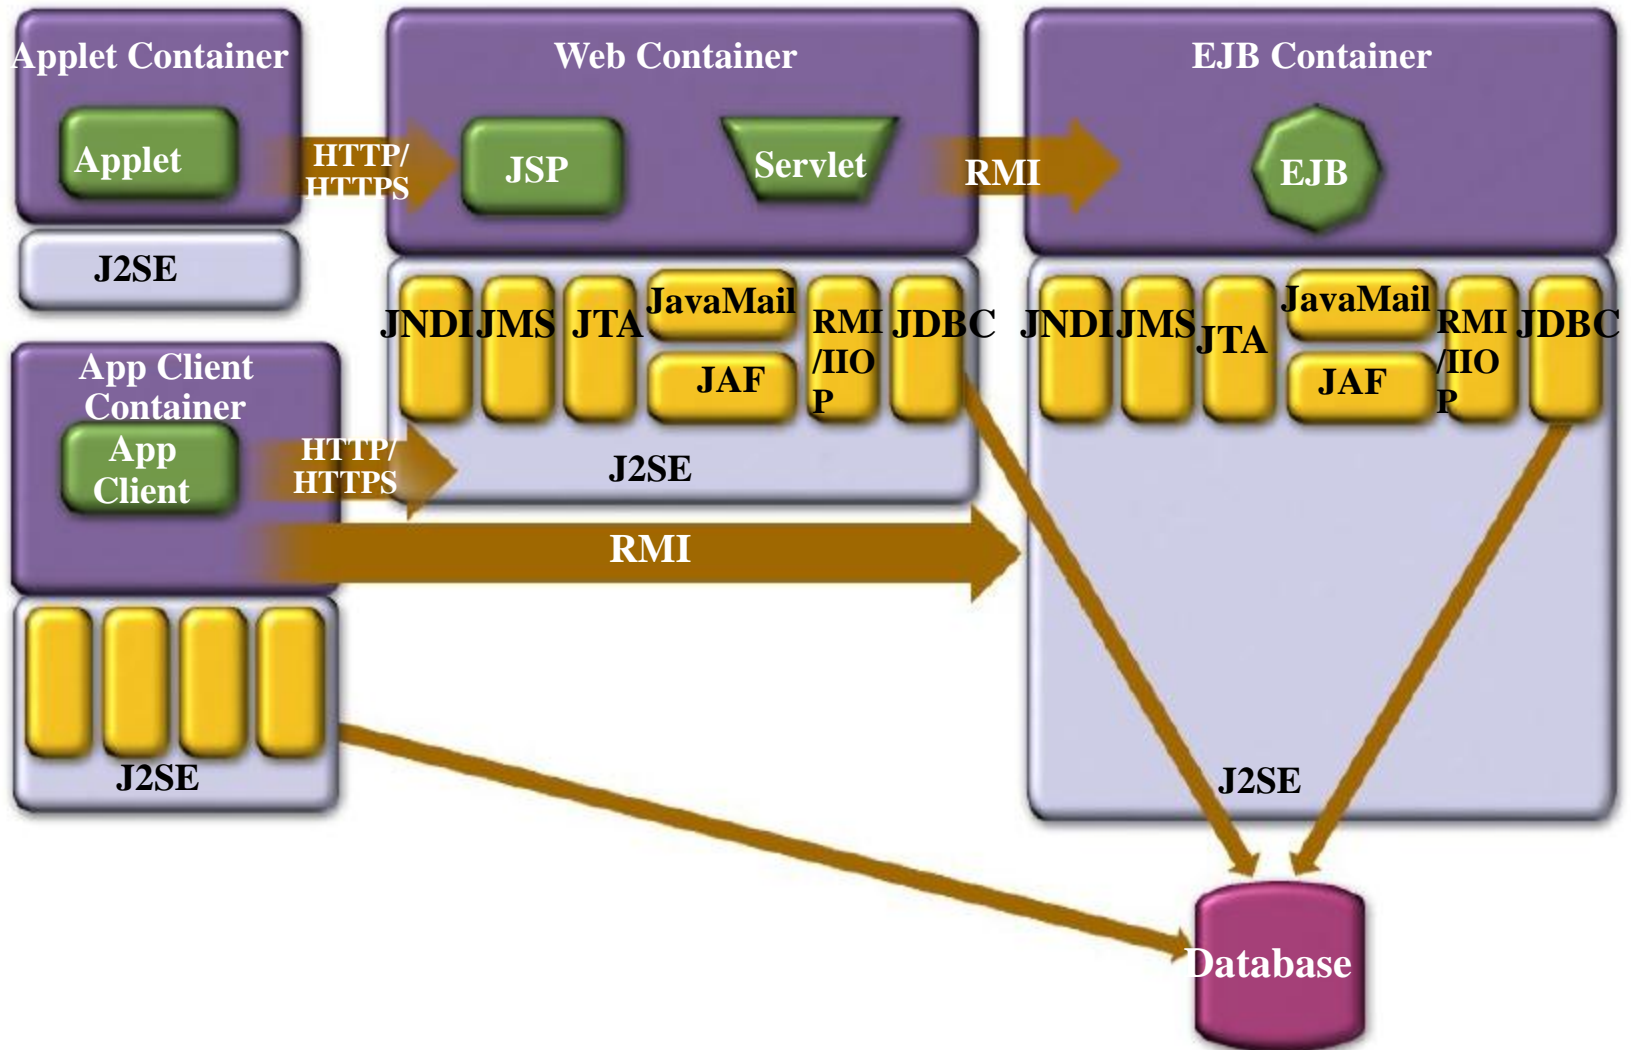 Applet Container
Applet
HTTP/
HTTPS
J2SE
Web Container
JSP
Servlet
RMI
EJB Container
EJB
JNDI
JMS
JTA
JavaMail
JAF
RMI
/IIO
P
JDBC
J2SE
JNDI
JMS
JTA
JavaMail
JAF
RMI
/IIO
P
JDBC
J2SE
App Client
Container
App
Client
HTTP/
HTTPS
RMI
J2SE
Database